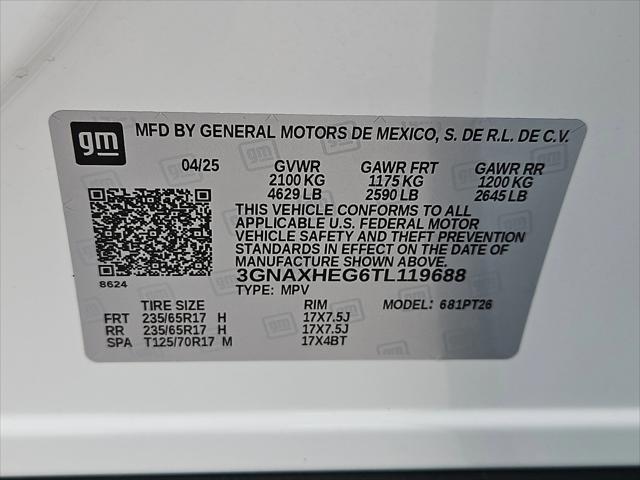 gm MFD BY GENERAL MOTORS DE MEXICO, S. DE R.L. DE C.V.
04/25 GVWR GAWR FRT GAWR RR
2100 KG 1175 KG 1200 KG
4629 LB 2590 LB 2645 LB
THIS VEHICLE CONFORMS TO ALL
APPLICABLE U.S. FEDERAL MOTOR
VEHICLE SAFETY AND THEFT PREVENTION
STANDARDS IN EFFECT ON THE DATE OF
MANUFACTURE SHOWN ABOVE.
3GNAXHEG6TL119688
8624 TYPE: MPV
TIRE SIZE RIM MODEL: 681PT26
FRT 235/65R17 H 17X7.5J
RR 235/65R17 H 17X7.5J
SPA T125/70R17 M 17X4BT